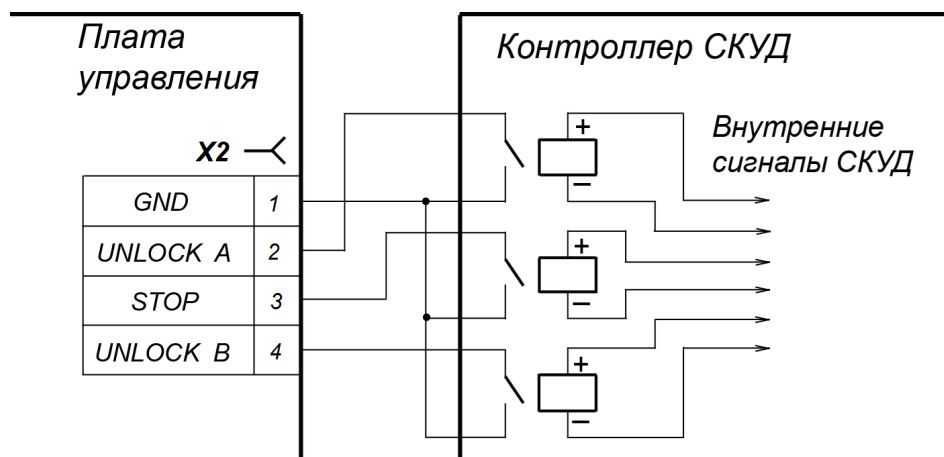 Плата
управления
Контроллер СКУД
Внутренние
сигналы СКУД
X2
GND 1
UNLOCK A 2
STOP 3
UNLOCK B 4
+
−
+
−
+
−